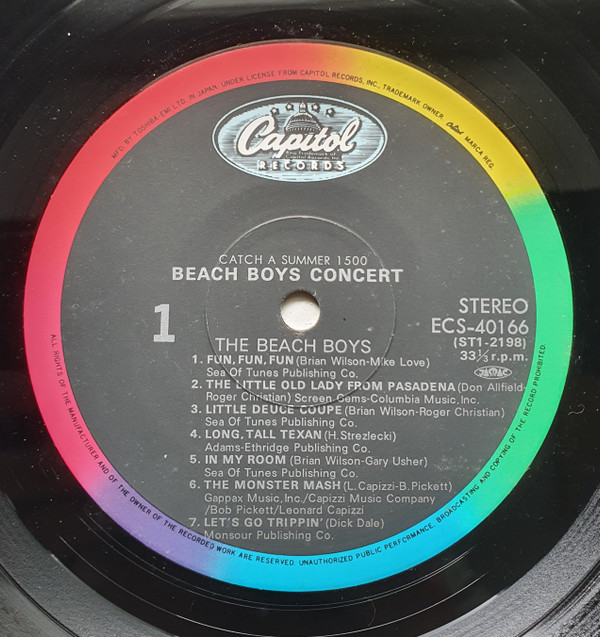 MFD. BY TOSHIBA-EMI LTD. IN JAPAN. UNDER LICENSE FROM CAPITOL RECORDS, INC., TRADEMARK OWNER. Capitol MARCA REG.
Capitol
RECORDS
CATCH A SUMMER 1500
BEACH BOYS CONCERT
1
STEREO
ECS-40166
(ST1-2198)
33⅓ r.p.m.
JASRAC
THE BEACH BOYS
1. FUN, FUN, FUN (Brian Wilson-Mike Love)
Sea Of Tunes Publishing Co.
2. THE LITTLE OLD LADY FROM PASADENA (Don Allfield-
Roger Christian) Screen Gems-Columbia Music, Inc.
3. LITTLE DEUCE COUPE (Brian Wilson-Roger Christian)
Sea Of Tunes Publishing Co.
4. LONG, TALL TEXAN (H. Strezlecki)
Adams-Ethridge Publishing Co.
5. IN MY ROOM (Brian Wilson-Gary Usher)
Sea Of Tunes Publishing Co.
6. THE MONSTER MASH (L. Capizzi-B. Pickett)
Gappax Music, Inc./Capizzi Music Company
/Bob Pickett/Leonard Capizzi
7. LET'S GO TRIPPIN' (Dick Dale)
Monsour Publishing Co.
ALL RIGHTS OF THE MANUFACTURER AND OF THE OWNER OF THE RECORDED WORK ARE RESERVED. UNAUTHORIZED PUBLIC PERFORMANCE, BROADCASTING AND COPYING OF THE RECORD PROHIBITED.